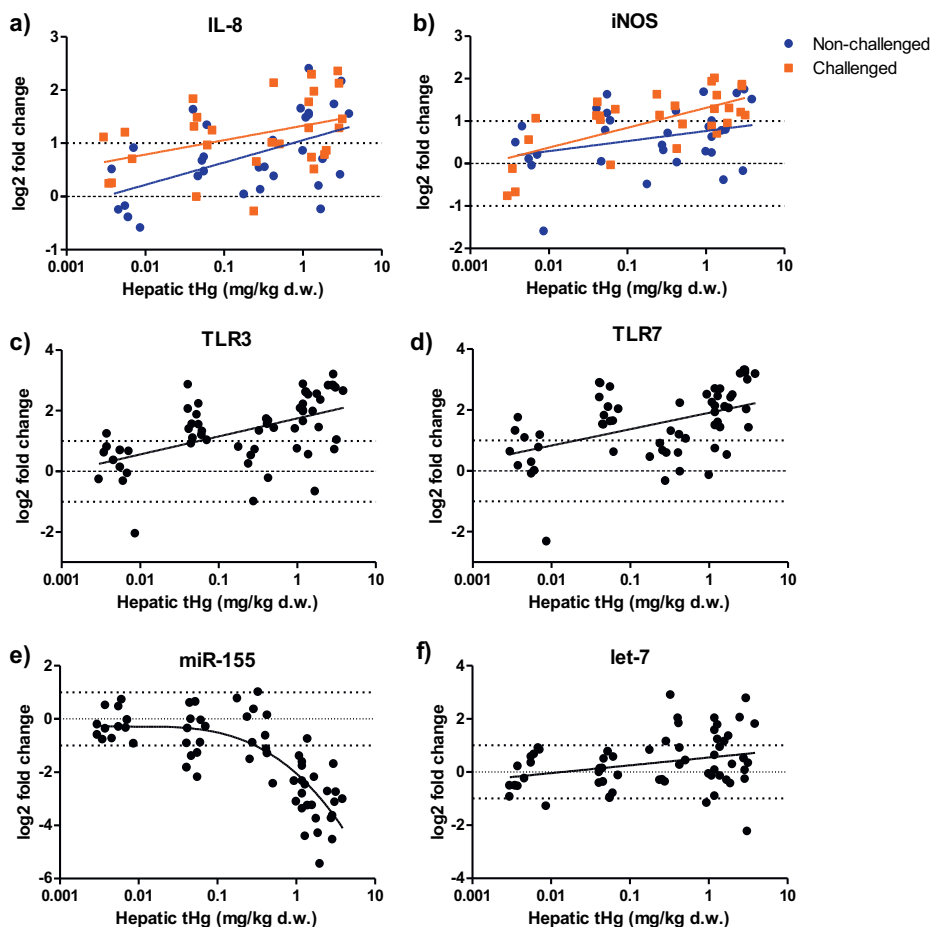 a) IL-8
log2 fold change
3
2
1
0
-1
0.001 0.01 0.1 1 10
Hepatic tHg (mg/kg d.w.)
b) iNOS
log2 fold change
3
2
1
0
-1
-2
0.001 0.01 0.1 1 10
Hepatic tHg (mg/kg d.w.)
Non-challenged
Challenged
c) TLR3
log2 fold change
4
2
0
-2
0.001 0.01 0.1 1 10
Hepatic tHg (mg/kg d.w.)
d) TLR7
log2 fold change
4
2
0
-2
0.001 0.01 0.1 1 10
Hepatic tHg (mg/kg d.w.)
e) miR-155
log2 fold change
2
0
-2
-4
-6
0.001 0.01 0.1 1 10
Hepatic tHg (mg/kg d.w.)
f) let-7
log2 fold change
4
2
0
-2
-4
0.001 0.01 0.1 1 10
Hepatic tHg (mg/kg d.w.)